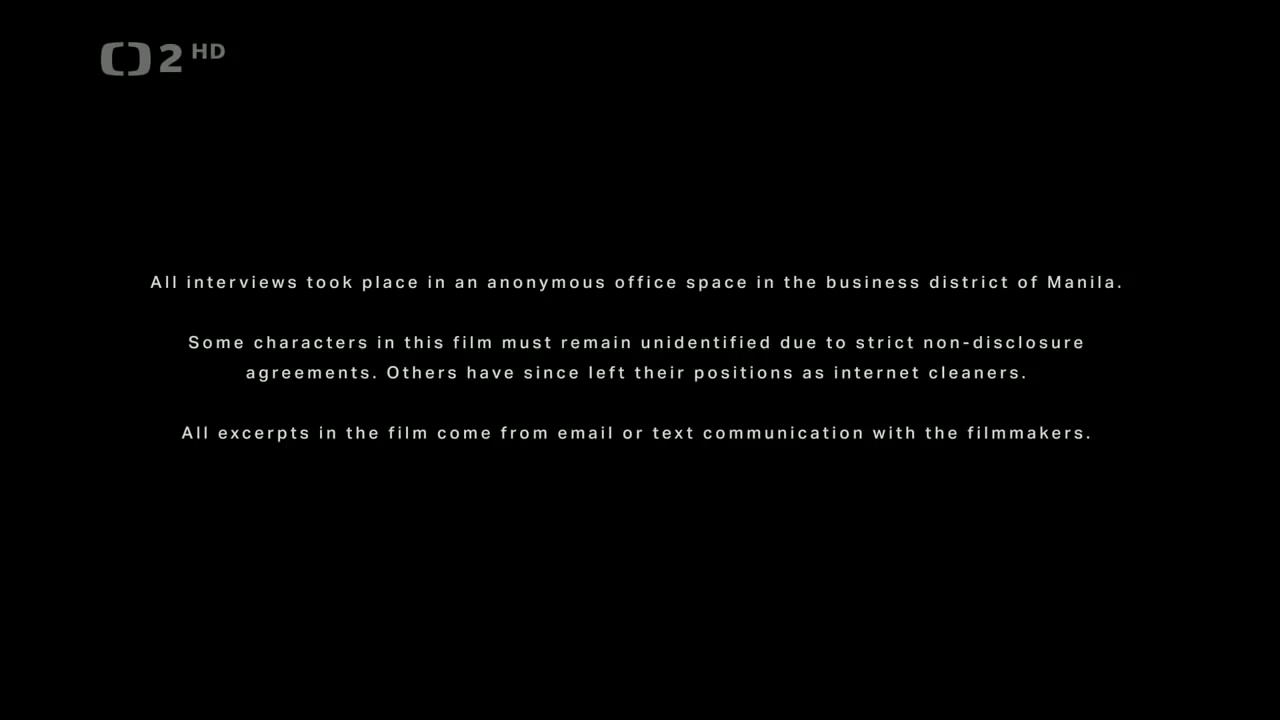 2 HD
All interviews took place in an anonymous office space in the business district of Manila.
Some characters in this film must remain unidentified due to strict non-disclosure
agreements. Others have since left their positions as internet cleaners.
All excerpts in the film come from email or text communication with the filmmakers.